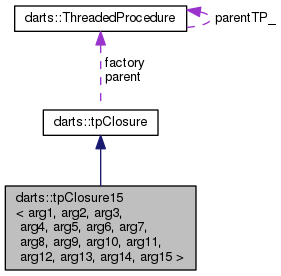 darts::ThreadedProcedure
parentTP_
factory
parent
darts::tpClosure
darts::tpClosure15
< arg1, arg2, arg3,
arg4, arg5, arg6, arg7,
arg8, arg9, arg10, arg11,
arg12, arg13, arg14, arg15 >